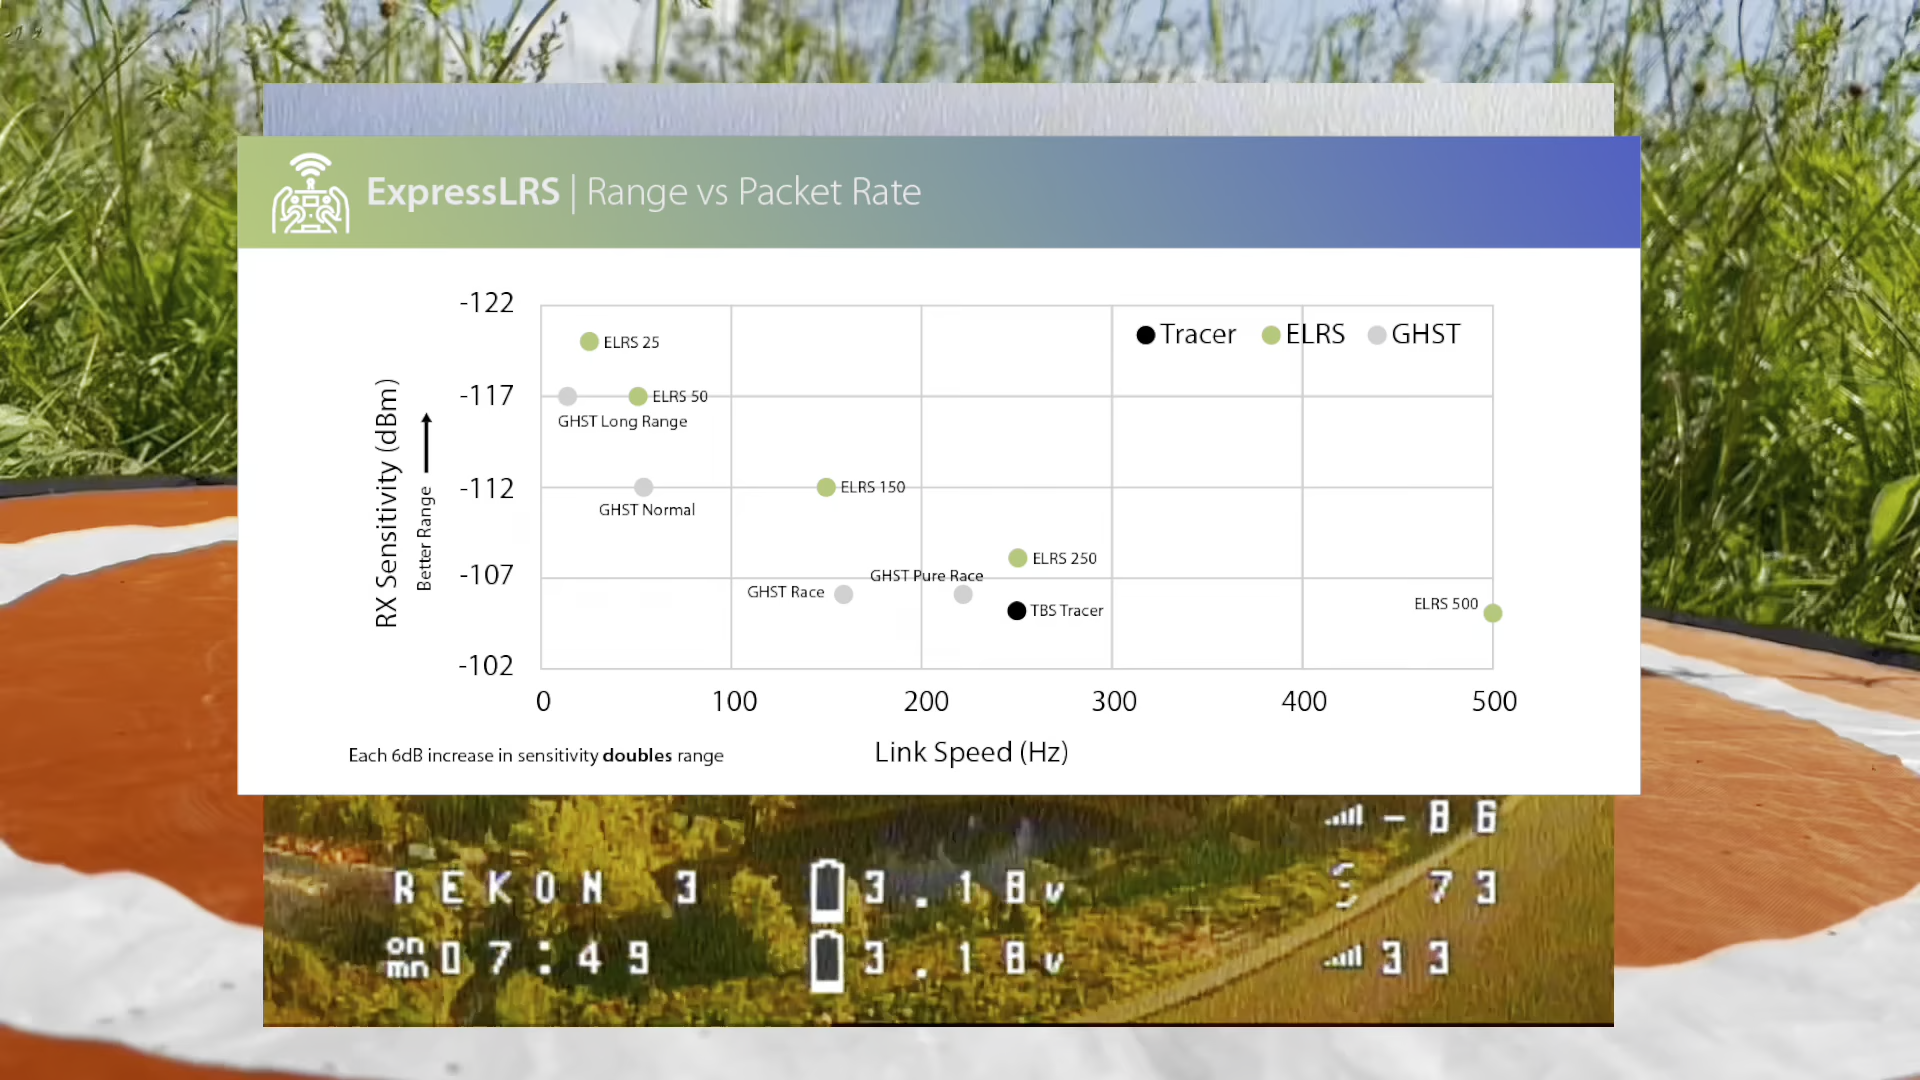 ExpressLRS | Range vs Packet Rate
-122
-117
-112
-107
-102
RX Sensitivity (dBm)
Better Range
Tracer ELRS GHST
ELRS 25
ELRS 50
GHST Long Range
ELRS 150
GHST Normal
ELRS 250
GHST Pure Race
GHST Race
TBS Tracer
ELRS 500
0 100 200 300 400 500
Link Speed (Hz)
Each 6dB increase in sensitivity doubles range
-86
REKON 3 3.18v 73
on mn 07:49 3.18v 33